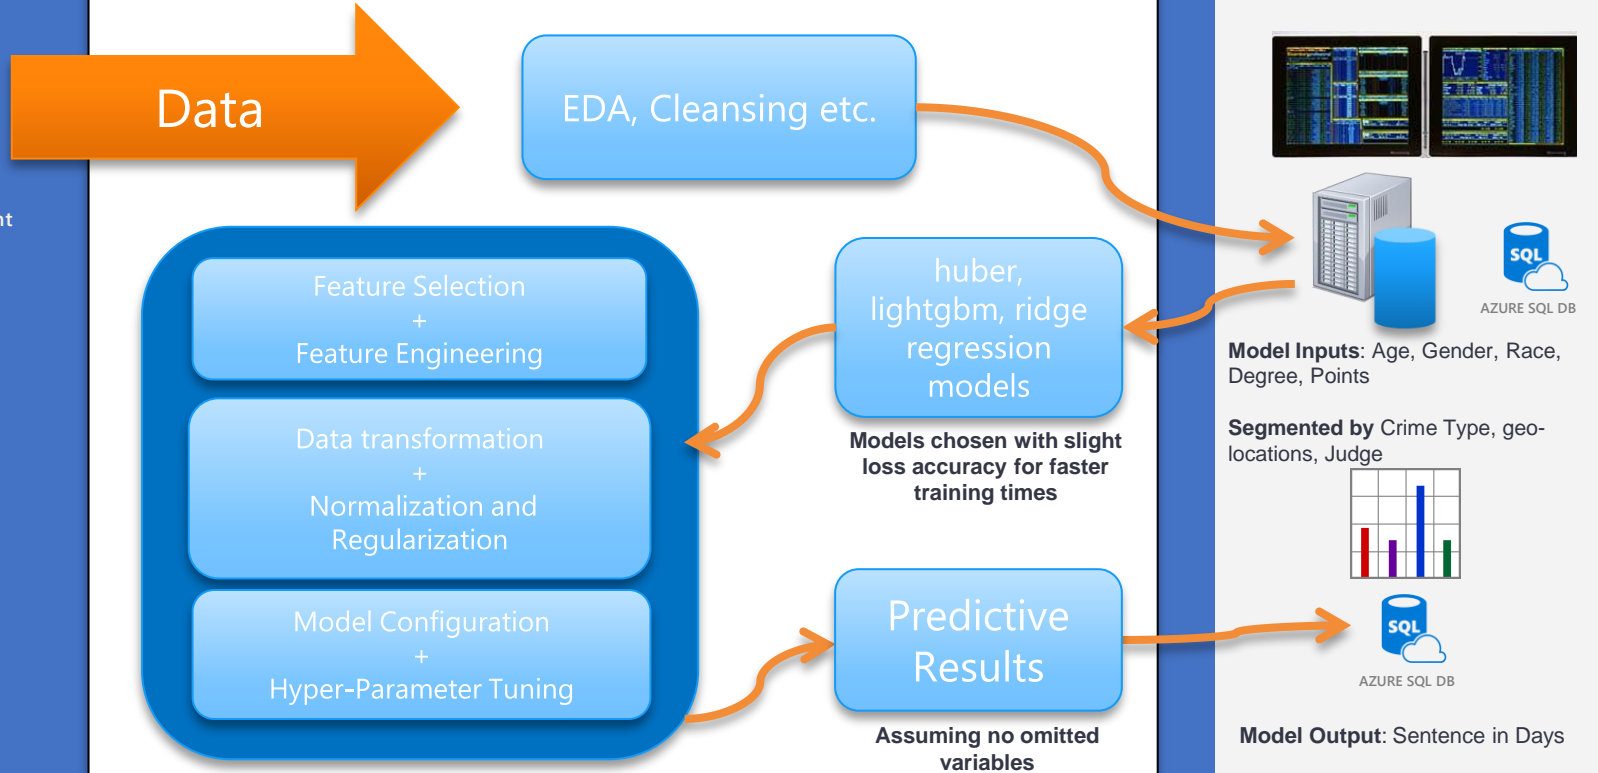 Data
EDA, Cleansing etc.
nt
Feature Selection
+
Feature Engineering
Data transformation
+
Normalization and
Regularization
Model Configuration
+
Hyper-Parameter Tuning
huber,
lightgbm, ridge
regression
models
Models chosen with slight
loss accuracy for faster
training times
Predictive
Results
Assuming no omitted
variables
SQL
AZURE SQL DB
Model Inputs: Age, Gender, Race,
Degree, Points
Segmented by Crime Type, geo-
locations, Judge
SQL
AZURE SQL DB
Model Output: Sentence in Days